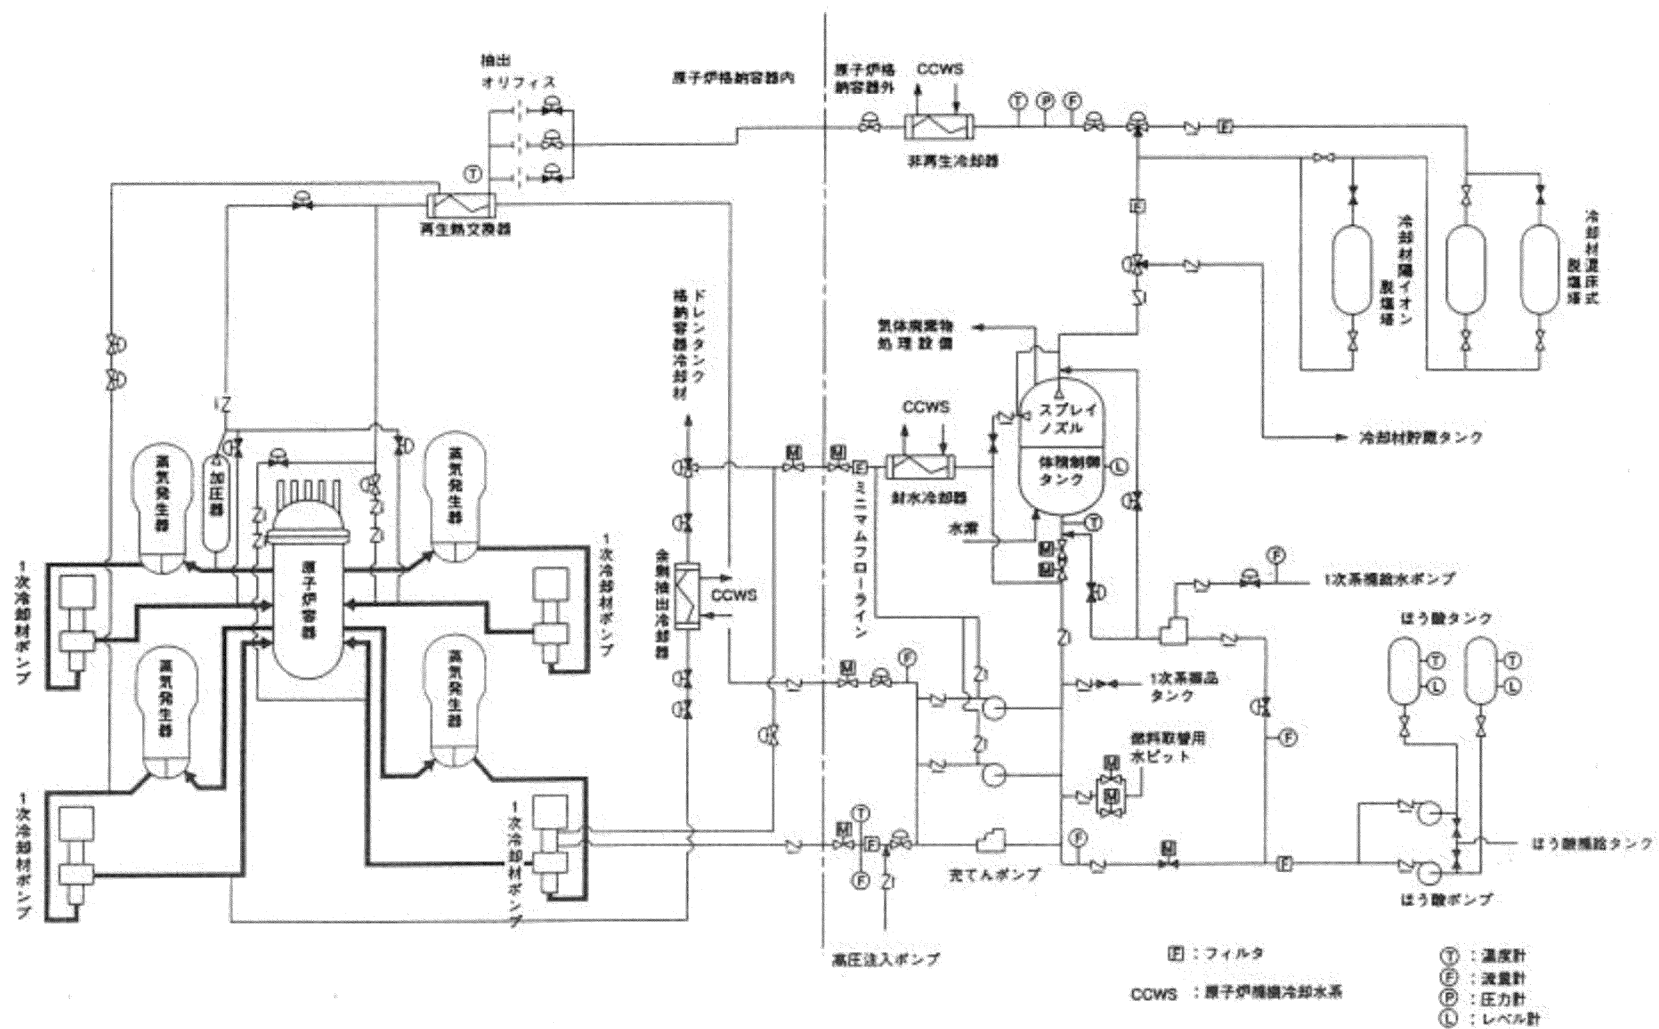 抽出
オリフィス
原子炉格納容器内
原子炉格
納容器外
CCWS
T
P
F
非再生冷却器
F
T
再生熱交換器
F
冷却材陽イオン
脱塩塔
冷却材混床式
脱塩塔
格納容器冷却材
ドレンタンク
気体廃棄物
処理設備
CCWS
スプレイ
ノズル
体積制御
タンク
L
冷却材貯蔵タンク
M
M
F
封水冷却器
ミニマムフローライン
水素
T
M
M
蒸気発生器
加圧器
蒸気発生器
1次冷却材ポンプ
原子炉容器
1次冷却材ポンプ
余剰抽出冷却器
CCWS
F
1次系補給水ポンプ
ほう酸タンク
T
L
T
L
蒸気発生器
蒸気発生器
M
F
1次系薬品
タンク
燃料取替用
水ピット
M
M
F
1次冷却材ポンプ
1次冷却材ポンプ
T
M
F
F
充てんポンプ
F
M
F
ほう酸補給タンク
ほう酸ポンプ
高圧注入ポンプ
F :フィルタ
CCWS :原子炉補機冷却水系
T :温度計
F :流量計
P :圧力計
L :レベル計